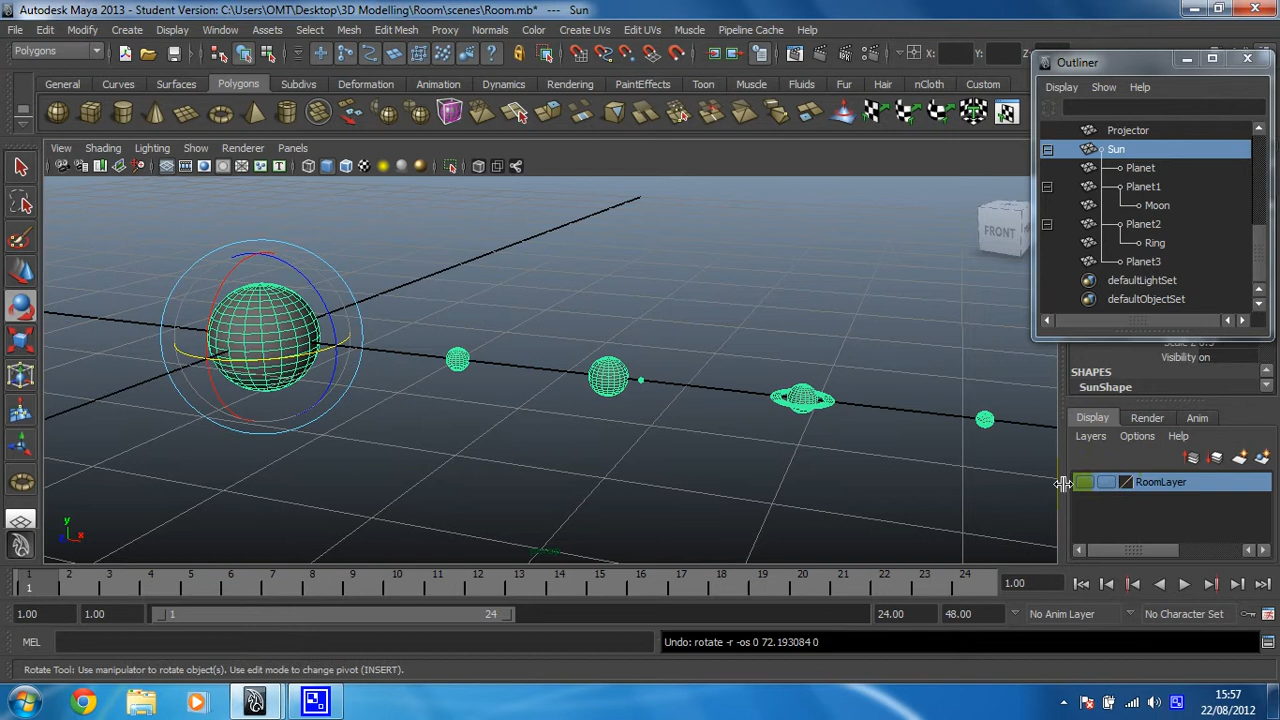 Autodesk Maya 2013 - Student Version: C:\Users\OMT\Desktop\3D Modelling\Room\scenes\Room.mb* --- Sun
File Edit Modify Create Display Window Assets Select Mesh Edit Mesh Proxy Normals Color Create UVs Edit UVs Muscle Pipeline Cache Help
Polygons
X: Y: Z:
General Curves Surfaces Polygons Subdivs Deformation Animation Dynamics Rendering PaintEffects Toon Muscle Fluids Fur Hair nCloth Custom
View Shading Lighting Show Renderer Panels
FRONT
y
x
Outliner
Display Show Help
Projector
Sun
Planet
Planet1
Moon
Planet2
Ring
Planet3
defaultLightSet
defaultObjectSet
Visibility on
SHAPES
SunShape
Display Render Anim
Layers Options Help
RoomLayer
1 2 3 4 5 6 7 8 9 10 11 12 13 14 15 16 17 18 19 20 21 22 23 24
1
1.00
1.00 1.00 1 24 24.00 48.00 No Anim Layer No Character Set
MEL Undo: rotate -r -os 0 72.193084 0
Rotate Tool: Use manipulator to rotate object(s). Use edit mode to change pivot (INSERT).
15:57
22/08/2012